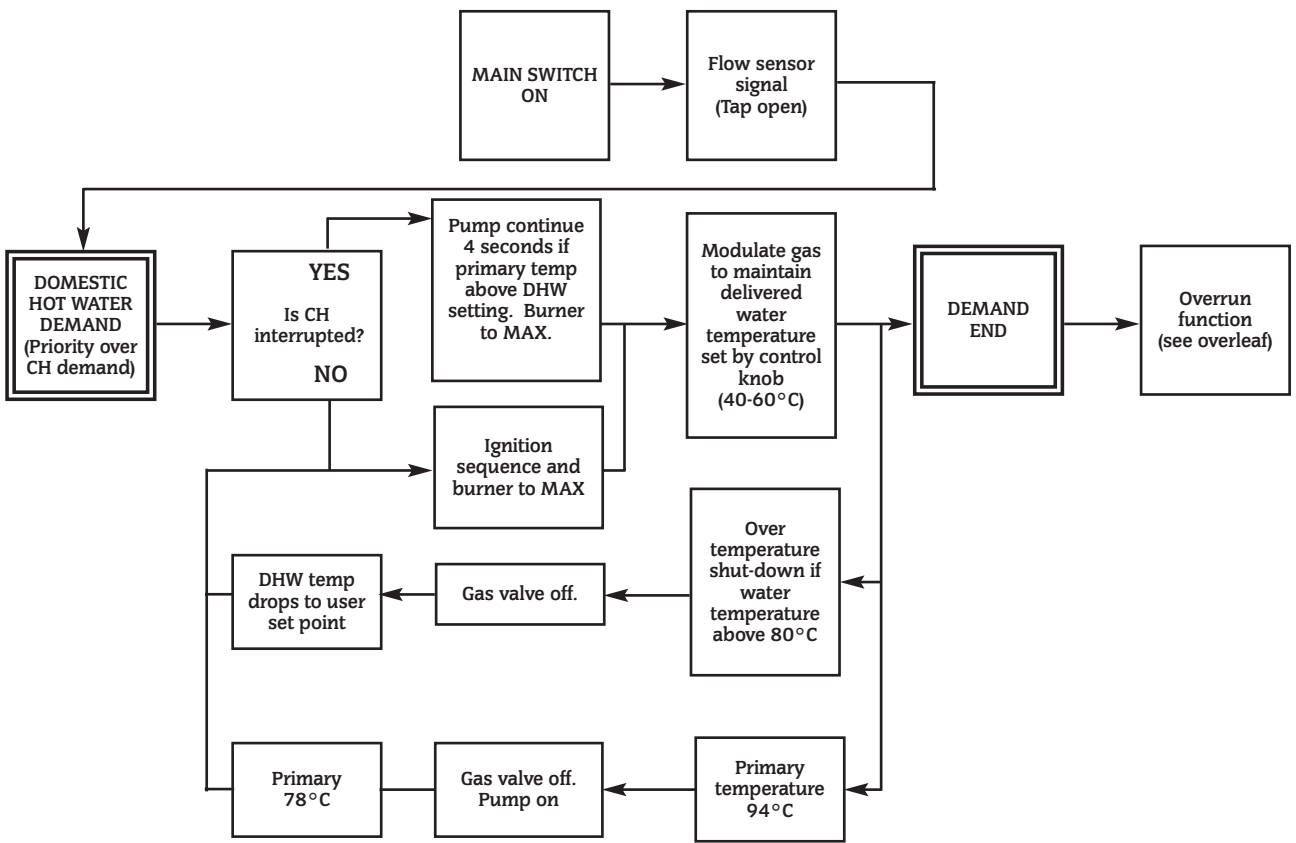 MAIN SWITCH
ON
Flow sensor
signal
(Tap open)
DOMESTIC
HOT WATER
DEMAND
(Priority over
CH demand)
YES
Is CH
interrupted?
NO
Pump continue
4 seconds if
primary temp
above DHW
setting. Burner
to MAX.
Ignition
sequence and
burner to MAX
Modulate gas
to maintain
delivered
water
temperature
set by control
knob
(40-60°C)
DEMAND
END
Overrun
function
(see overleaf)
Over
temperature
shut-down if
water
temperature
above 80°C
Gas valve off.
DHW temp
drops to user
set point
Primary
temperature
94°C
Gas valve off.
Pump on
Primary
78°C